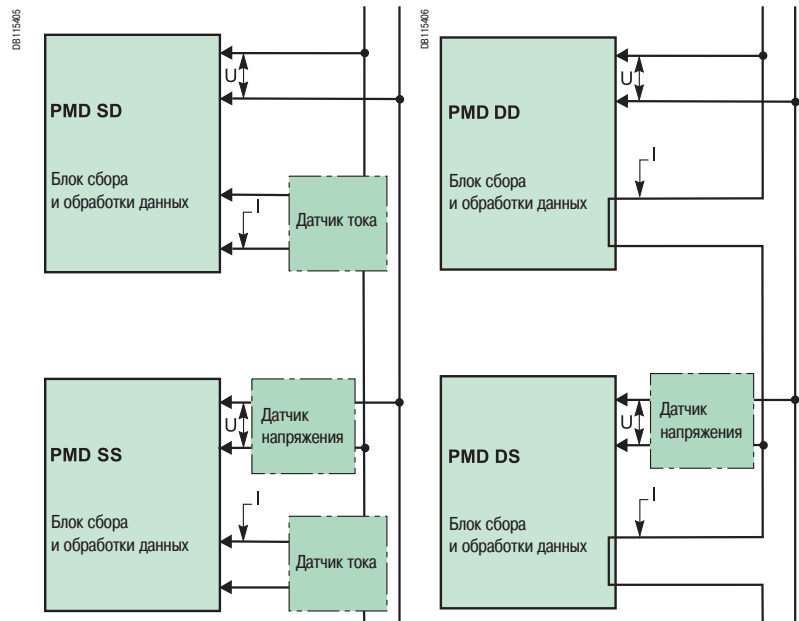 DB115405
U
PMD SD
Блок сбора
и обработки данных
I
Датчик тока
DB115406
U
PMD DD
I
Блок сбора
и обработки данных
U
Датчик
напряжения
PMD SS
I
Блок сбора
и обработки данных
Датчик тока
U
Датчик
напряжения
PMD DS
I
Блок сбора
и обработки данных